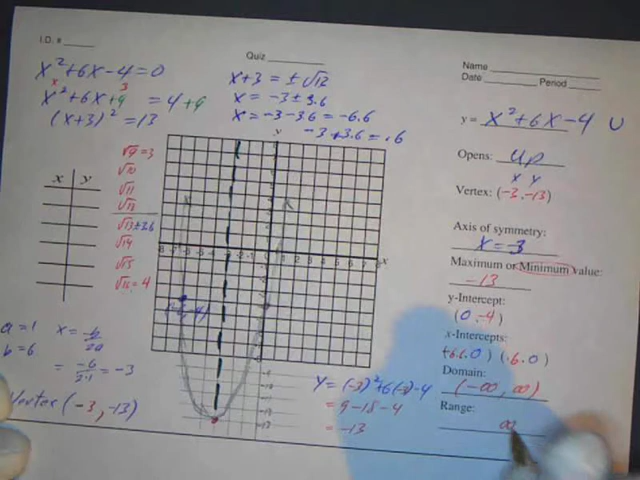 I.D. #
Quiz
Name
Date Period
x²+6x-4=0
x 3
x²+6x+9 = 4+9
(x+3)² = 13
x+3 = ±√13
x = -3 ± 3.6
x = -3-3.6 = -6.6
-3+3.6 = .6
y = x²+6x-4 U
Opens: up
x y
Vertex: (-3,-13)
Axis of symmetry:
x = -3
Maximum or Minimum value:
-13
y-Intercept:
(0,-4)
x-Intercepts:
(.6,0)
Domain:
(-∞, ∞)
Range:
∞
x y
√9 = 3
√10
√11
√12
√13 ± 3.6
√14
√15
√16 = 4
y
x
a=1 x = -b/2a
b=6
= -6/2·1 = -3
Vertex (-3,-13)
y = (-3)²+6(-3)-4
= 9-18-4
= -13